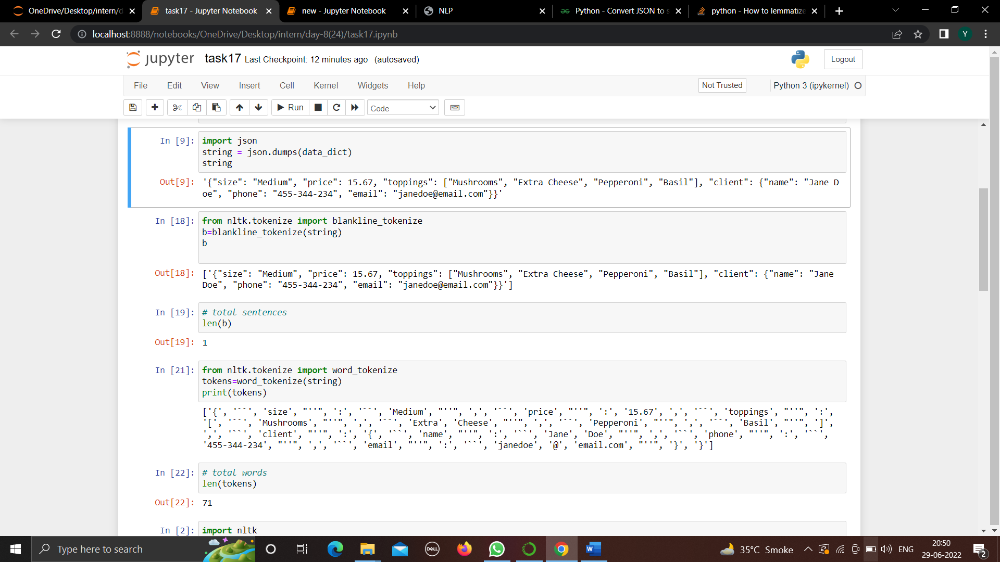 OneDrive/Desktop/intern/d
task17 - Jupyter Notebook
new - Jupyter Notebook
NLP
Python - Convert JSON to s
python - How to lemmatize
localhost:8888/notebooks/OneDrive/Desktop/intern/day-8(24)/task17.ipynb
Y
jupyter task17 Last Checkpoint: 12 minutes ago (autosaved)
Logout
File Edit View Insert Cell Kernel Widgets Help
Not Trusted
Python 3 (ipykernel)
Run
Code
In [9]: import json
string = json.dumps(data_dict)
string
Out[9]: '{"size": "Medium", "price": 15.67, "toppings": ["Mushrooms", "Extra Cheese", "Pepperoni", "Basil"], "client": {"name": "Jane D
oe", "phone": "455-344-234", "email": "janedoe@email.com"}}'
In [18]: from nltk.tokenize import blankline_tokenize
b=blankline_tokenize(string)
b
Out[18]: ['{"size": "Medium", "price": 15.67, "toppings": ["Mushrooms", "Extra Cheese", "Pepperoni", "Basil"], "client": {"name": "Jane
Doe", "phone": "455-344-234", "email": "janedoe@email.com"}}']
In [19]: # total sentences
len(b)
Out[19]: 1
In [21]: from nltk.tokenize import word_tokenize
tokens=word_tokenize(string)
print(tokens)
['{', '``', 'size', "''", ':', '``', 'Medium', "''", ',', '``', 'price', "''", ':', '15.67', ',', '``', 'toppings', "''", ':',
'[', '``', 'Mushrooms', "''", ',', '``', 'Extra', 'Cheese', "''", ',', '``', 'Pepperoni', "''", ',', '``', 'Basil', "''", ']',
',', '``', 'client', "''", ':', '{', '``', 'name', "''", ':', '``', 'Jane', 'Doe', "''", ',', '``', 'phone', "''", ':', '``',
'455-344-234', "''", ',', '``', 'email', "''", ':', '``', 'janedoe', '@', 'email.com', "''", '}', '}']
In [22]: # total words
len(tokens)
Out[22]: 71
In [2]: import nltk
Type here to search
DELL
W
35°C Smoke
ENG
20:50
29-06-2022
2